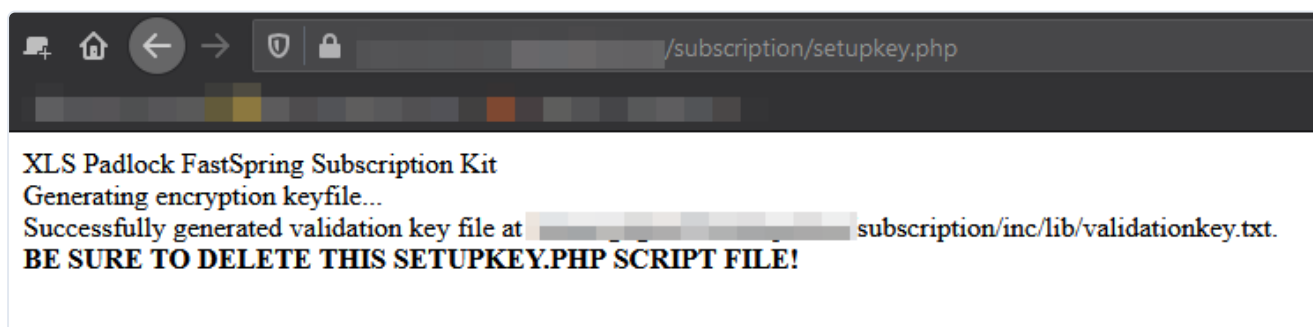 /subscription/setupkey.php
XLS Padlock FastSpring Subscription Kit
Generating encryption keyfile...
Successfully generated validation key file at subscription/inc/lib/validationkey.txt.
BE SURE TO DELETE THIS SETUPKEY.PHP SCRIPT FILE!